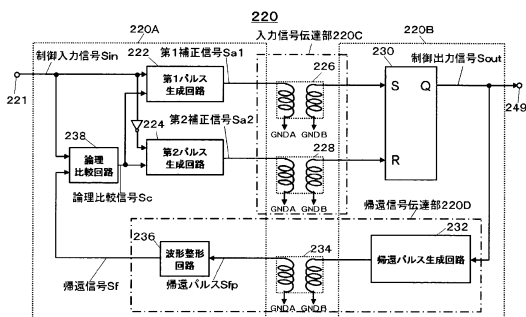 220
220A
入力信号伝達部220C
220B
制御入力信号Sin
222
第1補正信号Sa1
226
230
制御出力信号Sout
221
第1パルス
生成回路
S
Q
249
GNDA
GNDB
238
224
第2補正信号Sa2
228
論理
比較回路
第2パルス
生成回路
R
論理比較信号Sc
GNDA
GNDB
帰還信号伝達部220D
236
234
232
波形整形
回路
帰還パルス生成回路
帰還信号Sf
帰還パルスSfp
GNDA
GNDB